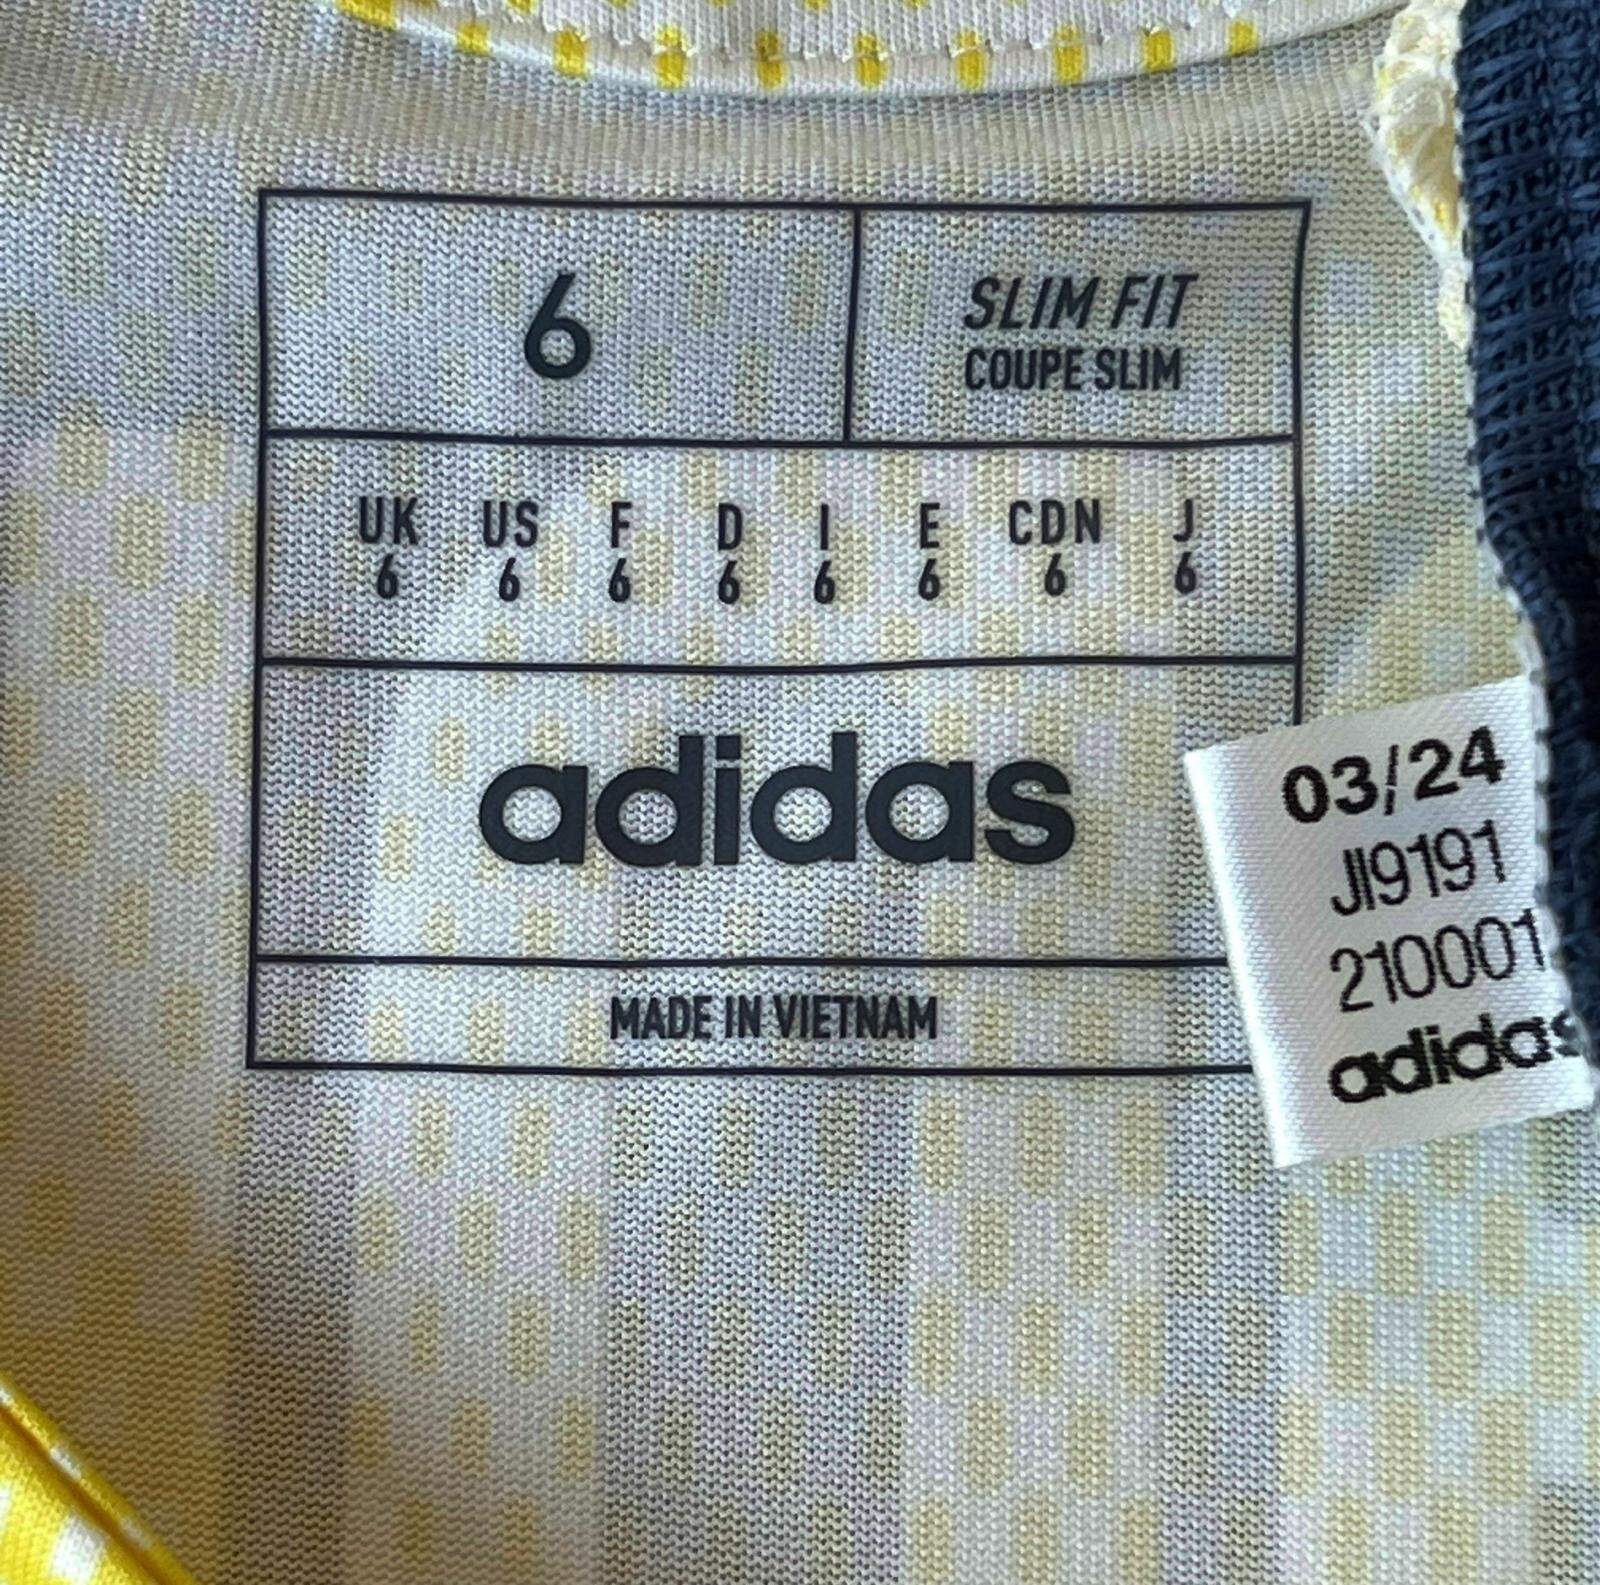 6
SLIM FIT
COUPE SLIM
UK US F D I E CDN J
6 6 6 6 6 6 6 6
adidas
MADE IN VIETNAM
03/24
JI9191
210001
adidas